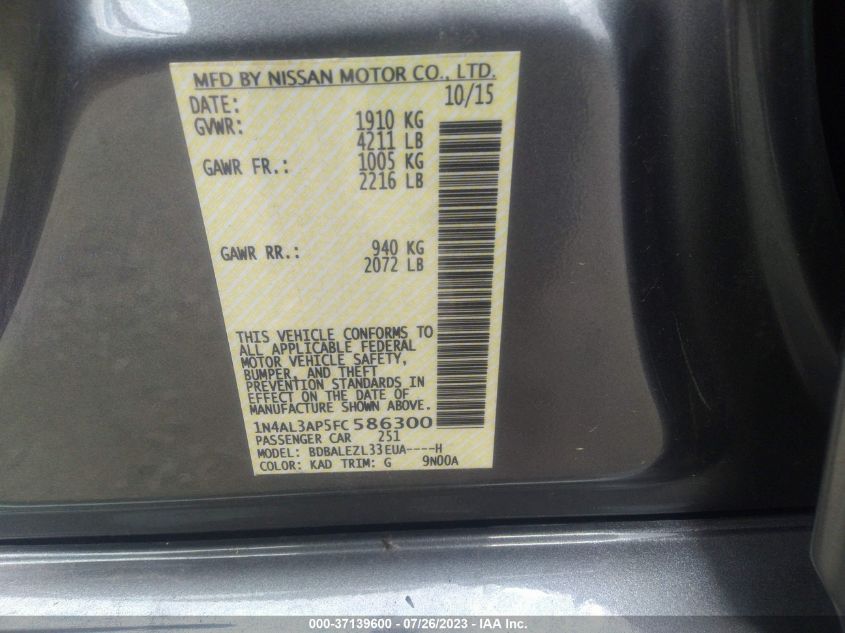 MFD BY NISSAN MOTOR CO., LTD.
DATE: 10/15
GVWR: 1910 KG
4211 LB
GAWR FR.: 1005 KG
2216 LB
GAWR RR.: 940 KG
2072 LB
THIS VEHICLE CONFORMS TO
ALL APPLICABLE FEDERAL
MOTOR VEHICLE SAFETY,
BUMPER, AND THEFT
PREVENTION STANDARDS IN
EFFECT ON THE DATE OF
MANUFACTURE SHOWN ABOVE.
1N4AL3AP5FC586300
PASSENGER CAR 251
MODEL: BDBALEZL33EUA----H
COLOR: KAD TRIM: G 9N00A
000-37139600 / 07/26/2023 / © IAA Inc.